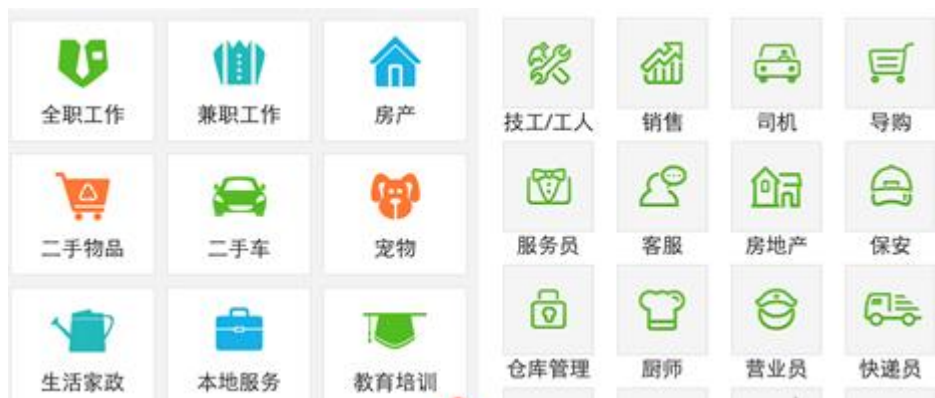 全职工作
兼职工作
房产
二手物品
二手车
宠物
生活家政
本地服务
教育培训
技工/工人
销售
司机
导购
服务员
客服
房地产
保安
仓库管理
厨师
营业员
快递员